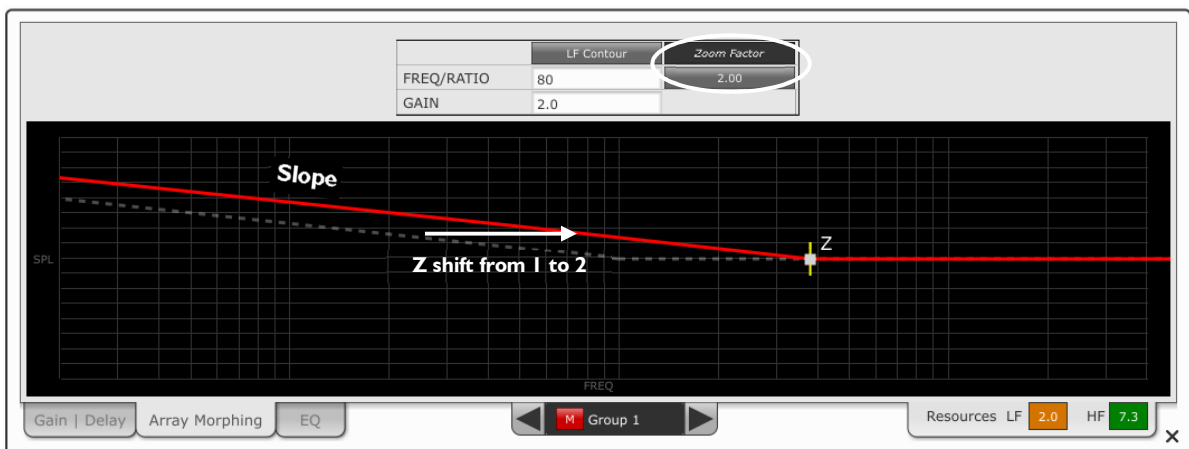 LF Contour Zoom Factor
FREQ/RATIO 80 2.00
GAIN 2.0
Slope
Z
Z shift from 1 to 2
SPL
FREQ
Gain | Delay Array Morphing EQ M Group 1 Resources LF 2.0 HF 7.3